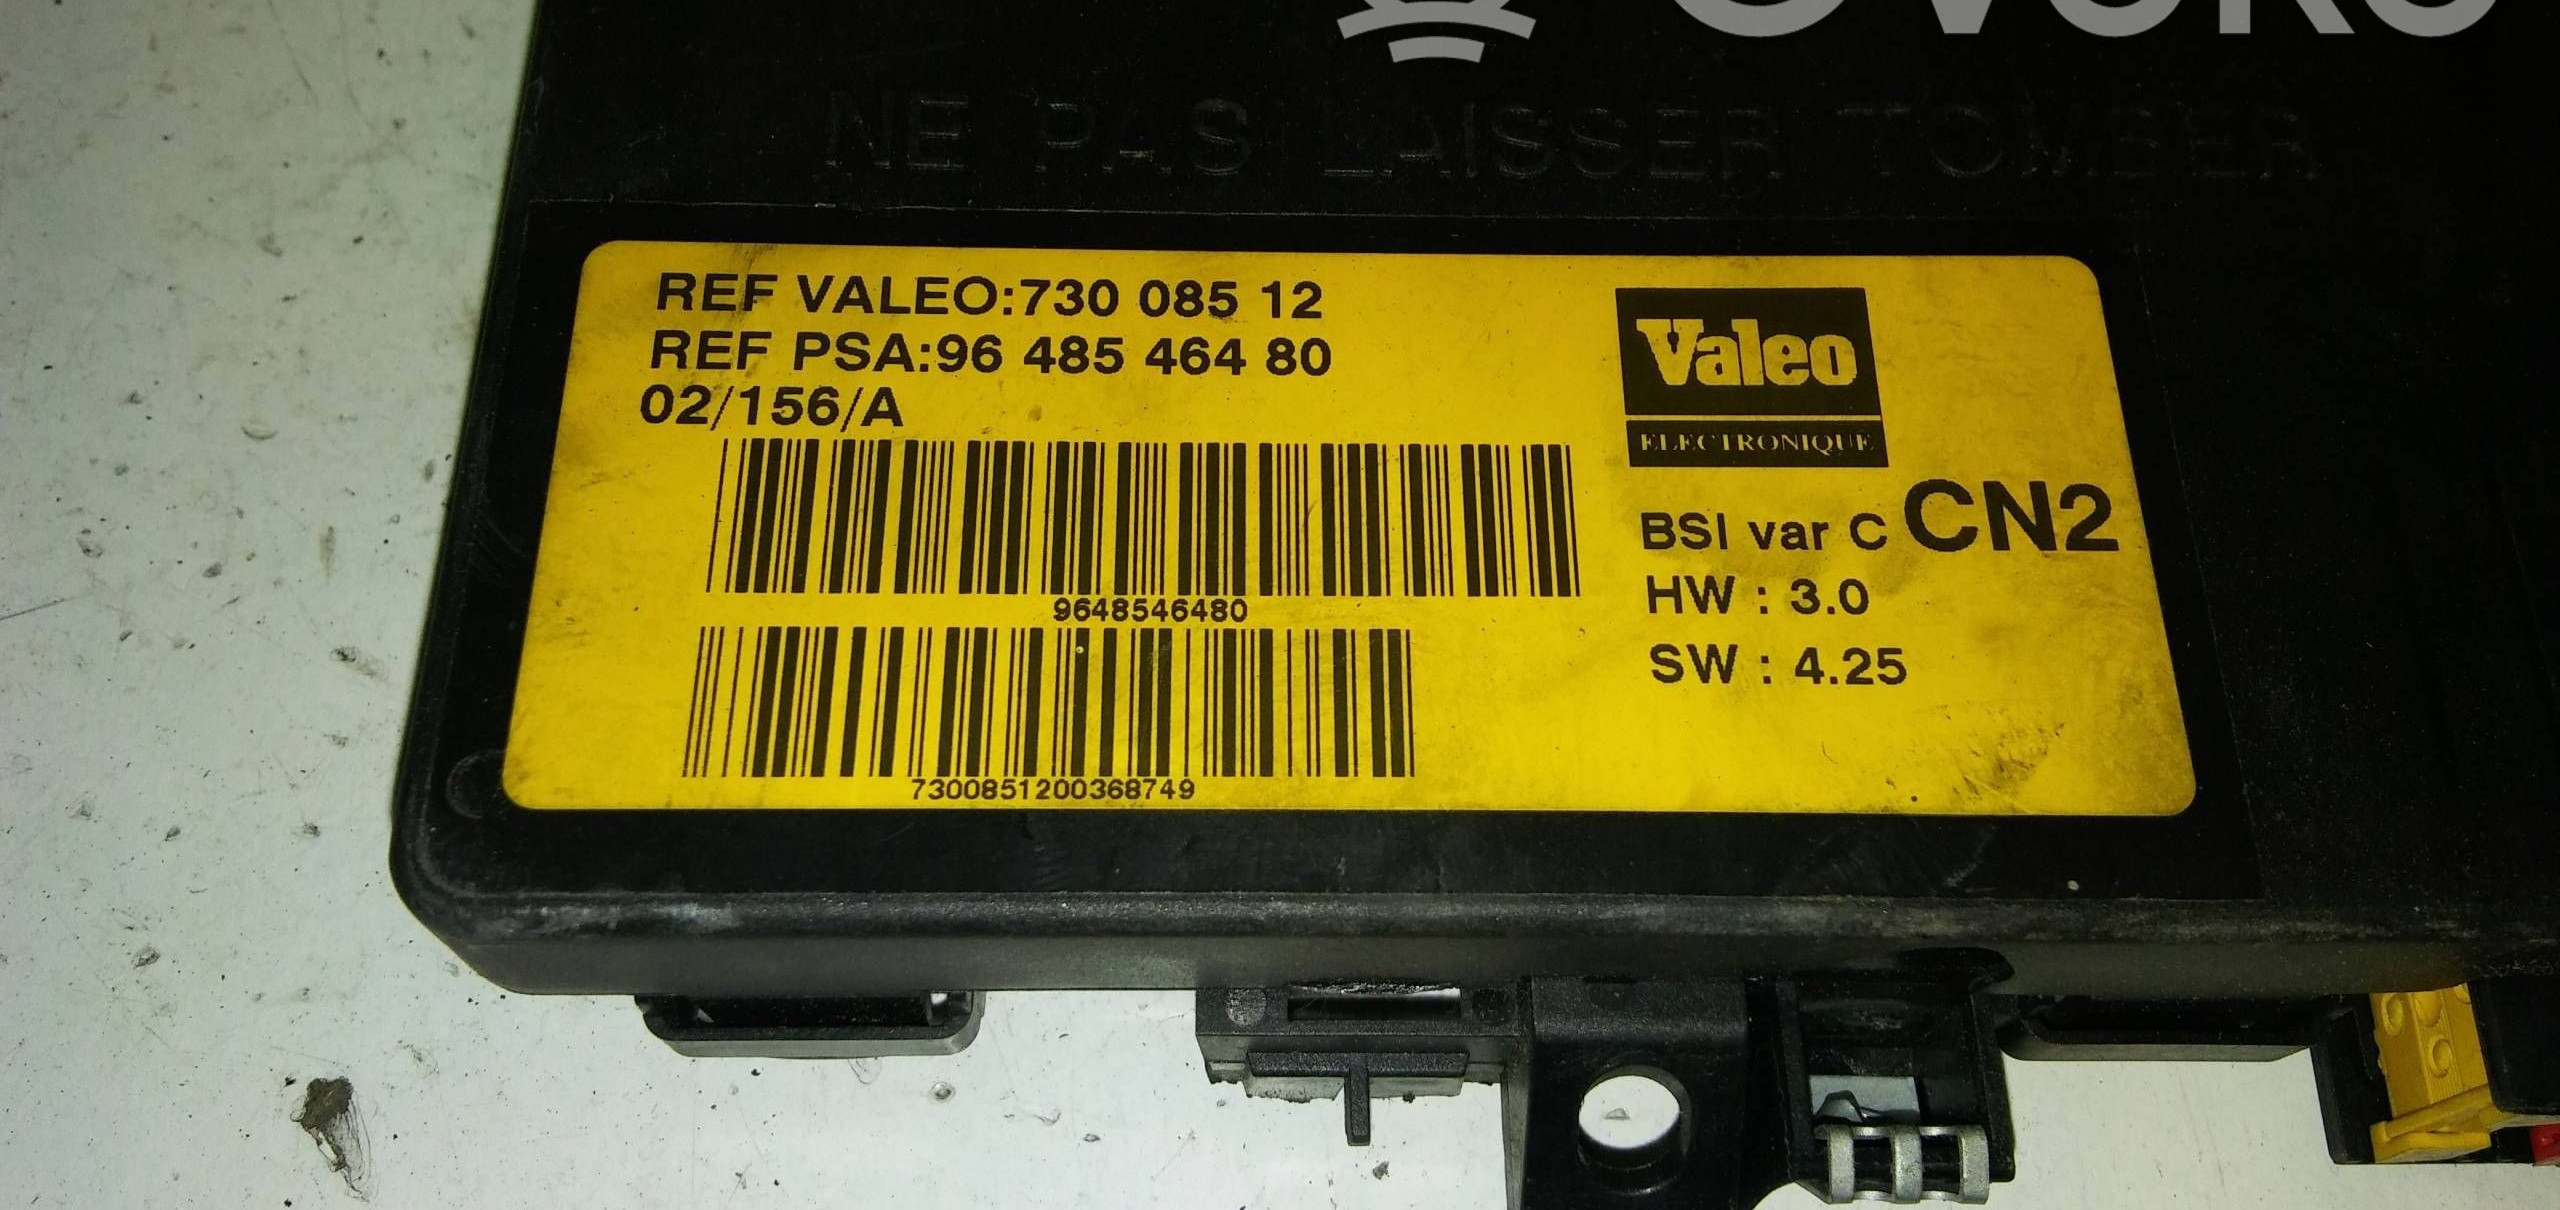 NE PAS LAISSER TOMBER
REF VALEO:730 085 12
REF PSA:96 485 464 80
02/156/A
9648546480
7300851200368749
Valeo
ELECTRONIQUE
BSI var C CN2
HW : 3.0
SW : 4.25